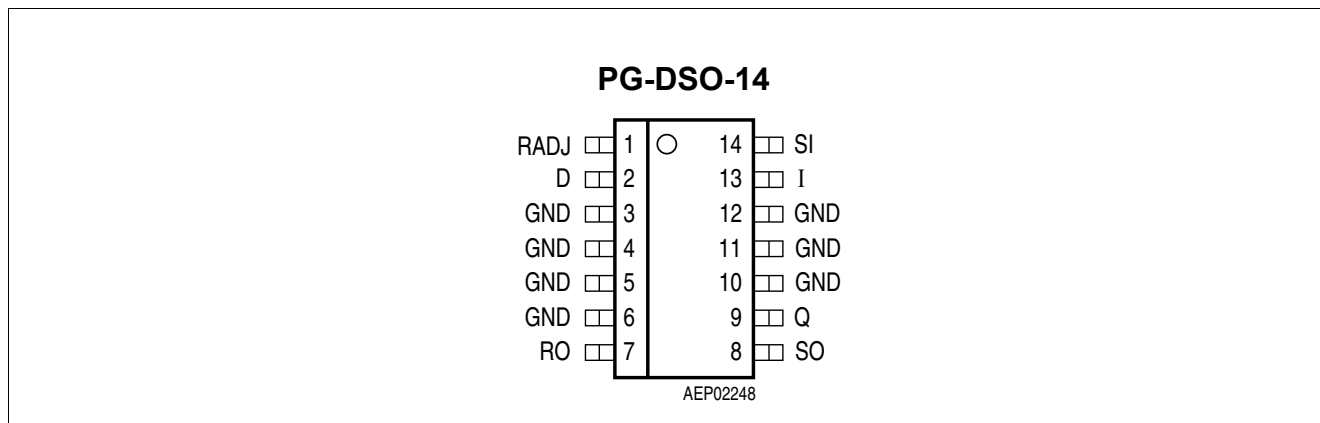 PG-DSO-14
RADJ 1 14 SI
D 2 13 I
GND 3 12 GND
GND 4 11 GND
GND 5 10 GND
GND 6 9 Q
RO 7 8 SO
AEP02248